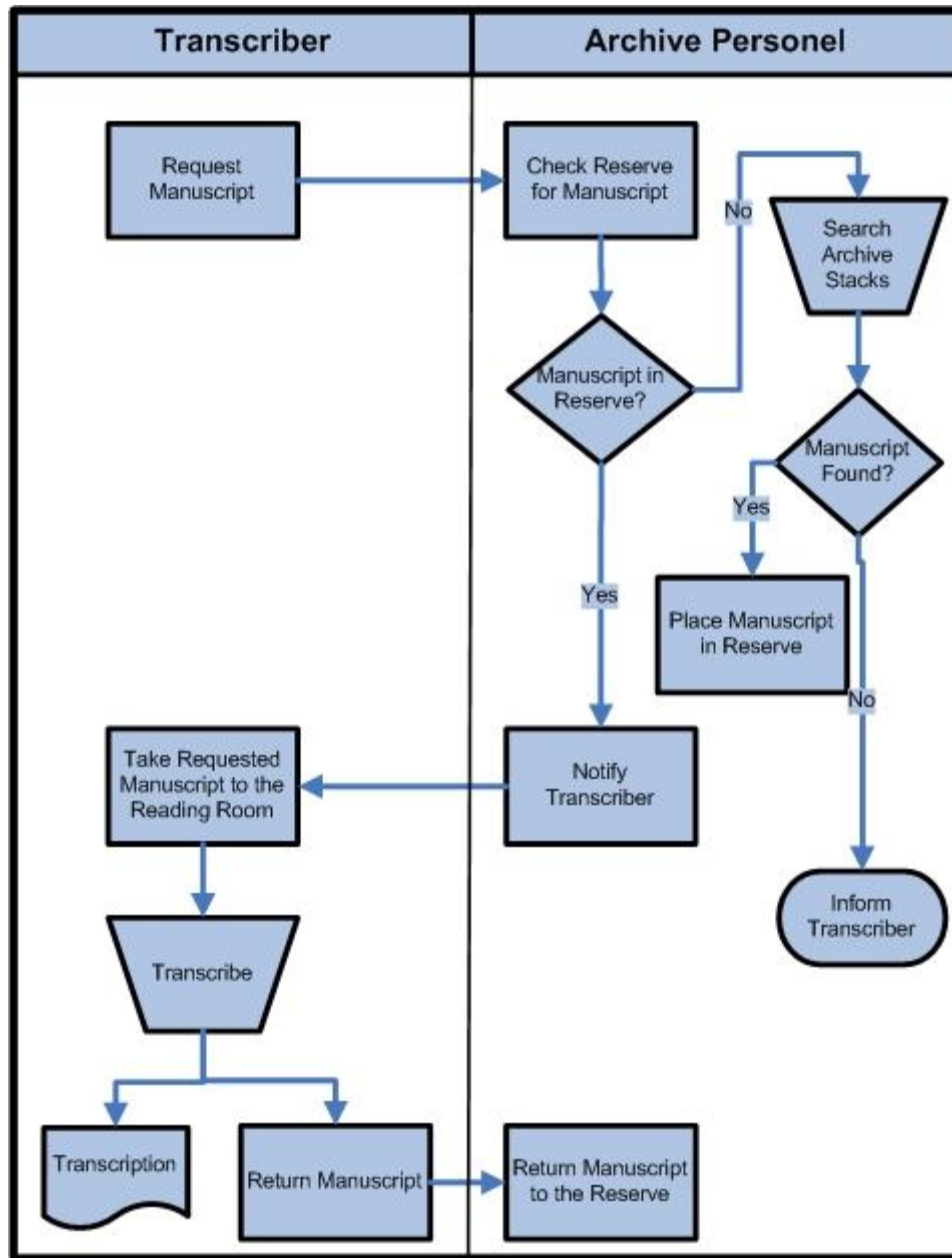 Transcriber
Archive Personel
Request
Manuscript
Check Reserve
for Manuscript
No
Search
Archive
Stacks
Manuscript in
Reserve?
Manuscript
Found?
Yes
Yes
Place Manuscript
in Reserve
No
Take Requested
Manuscript to the
Reading Room
Notify
Transcriber
Inform
Transcriber
Transcribe
Transcription
Return Manuscript
Return Manuscript
to the Reserve